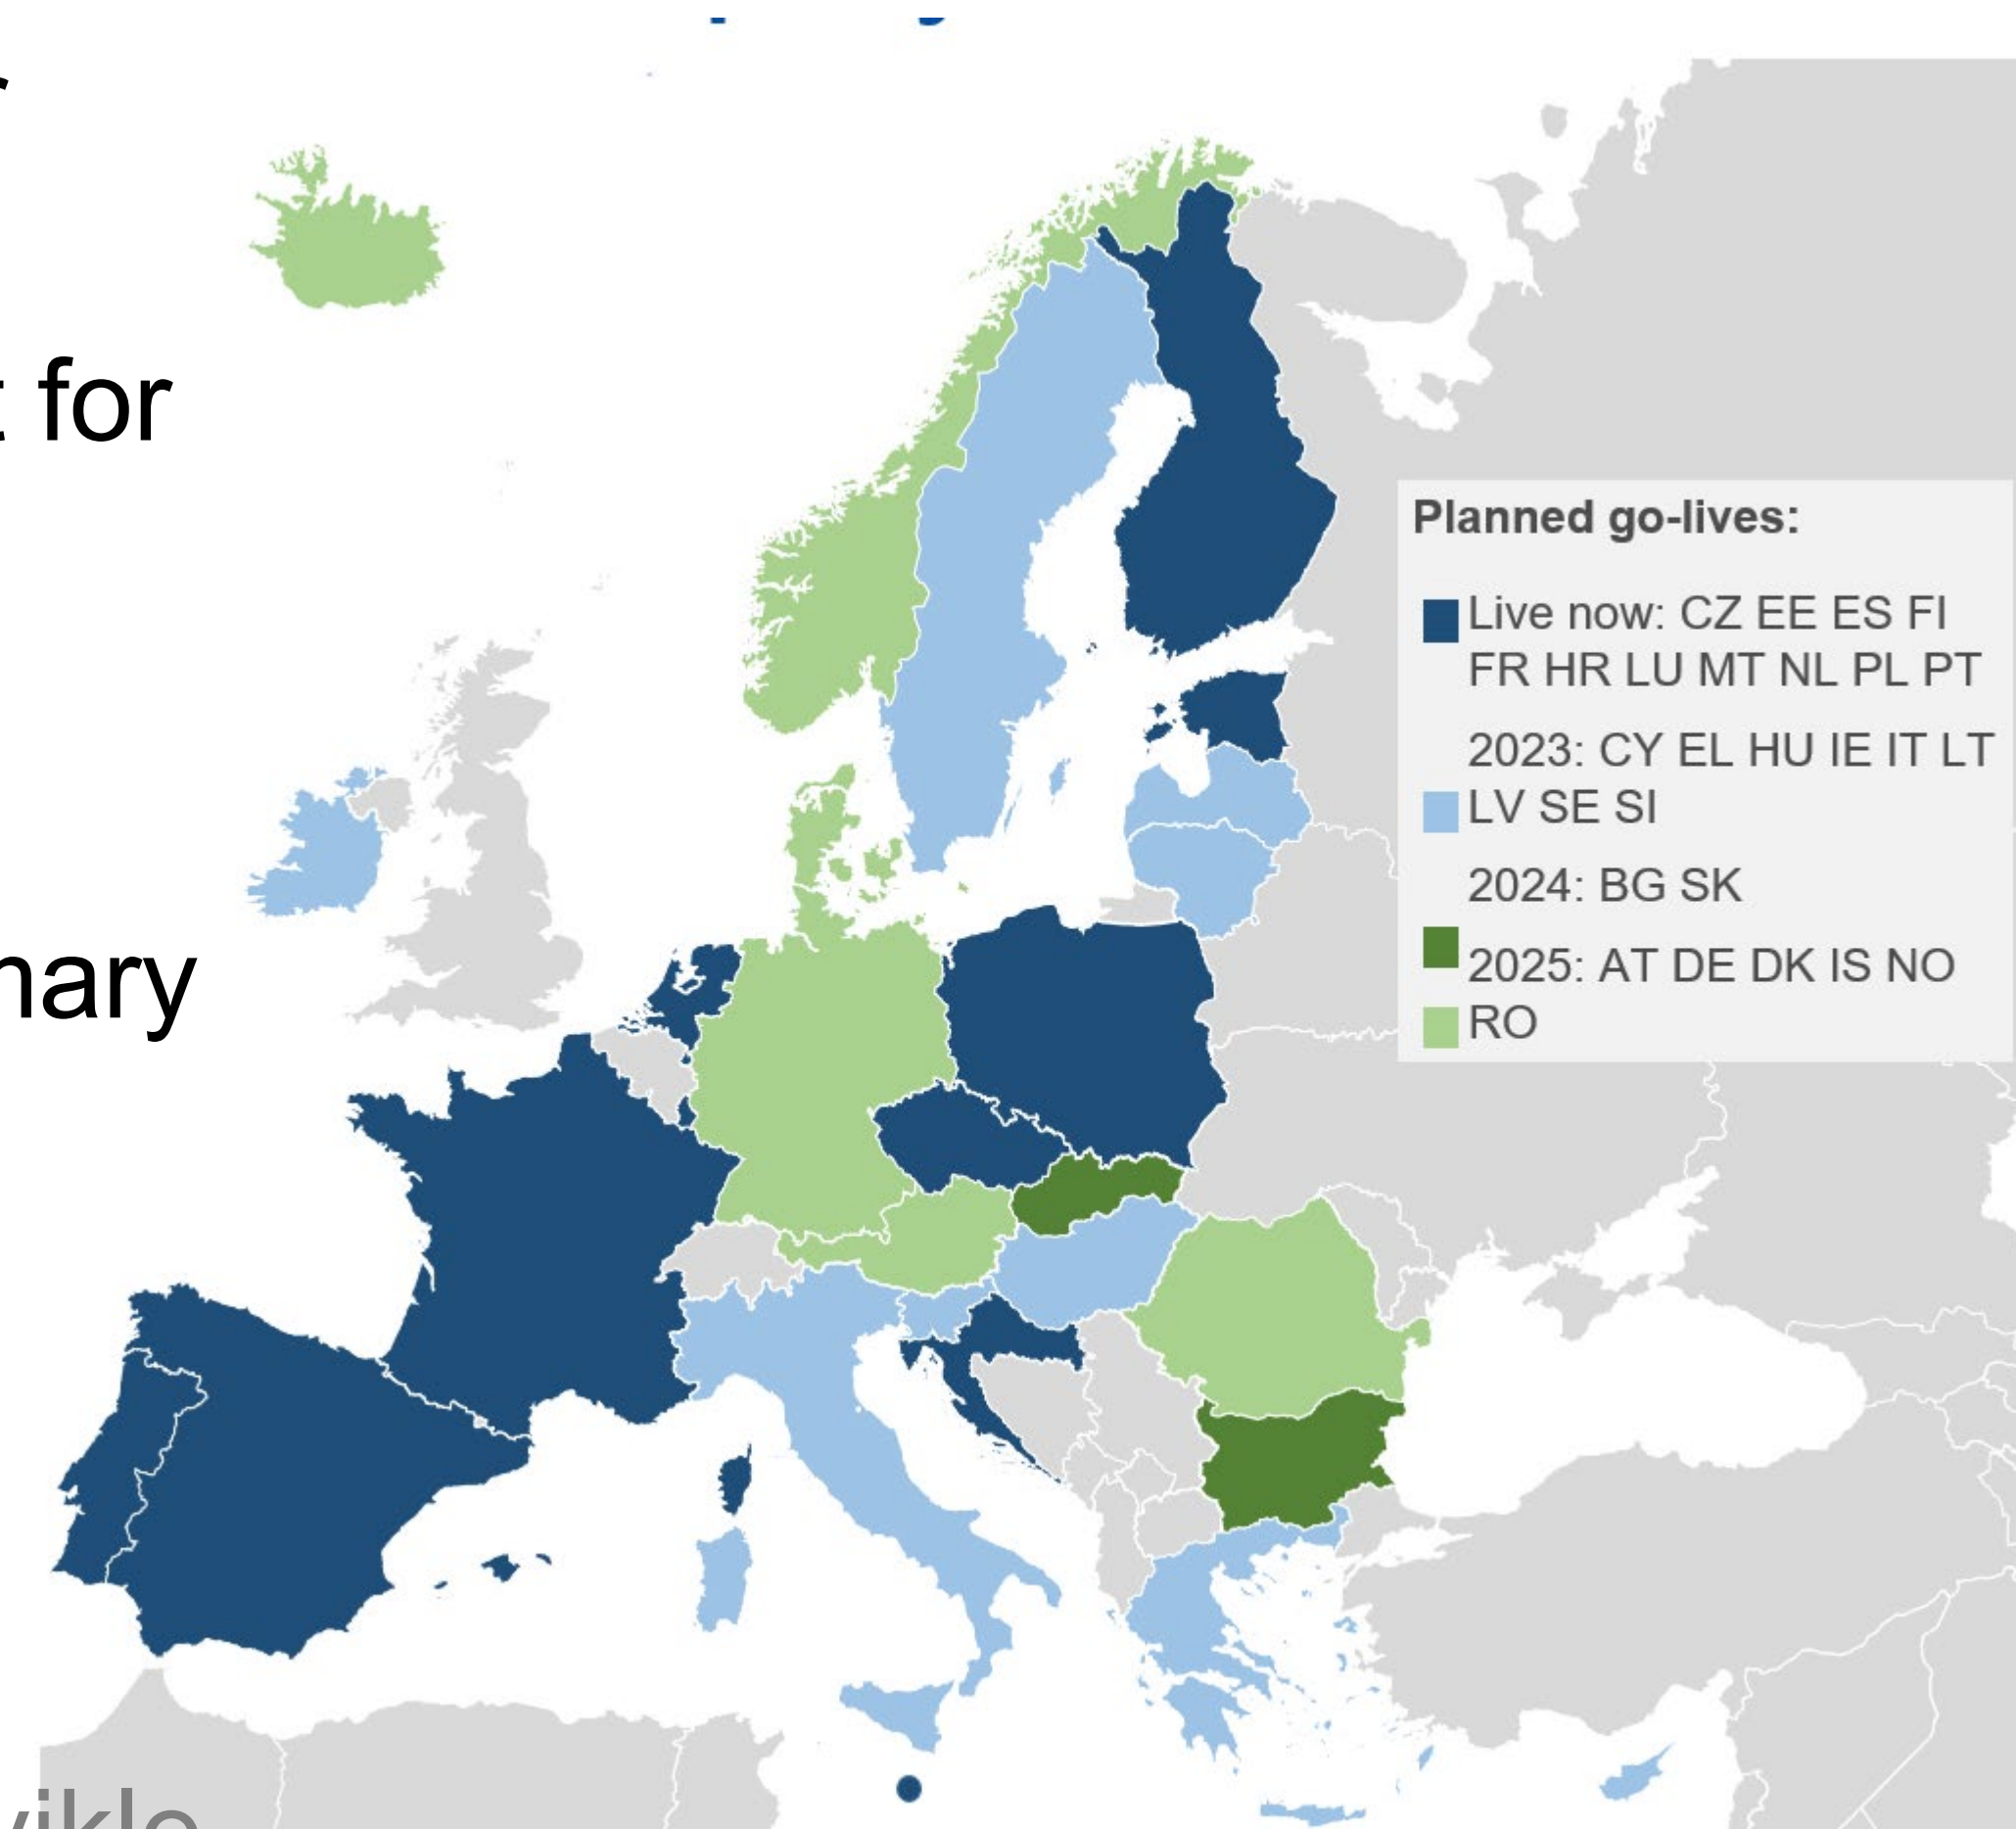 t for
Planned go-lives:
Live now: CZ EE ES FI
FR HR LU MT NL PL PT
2023: CY EL HU IE IT LT
LV SE SI
2024: BG SK
2025: AT DE DK IS NO
RO
nary